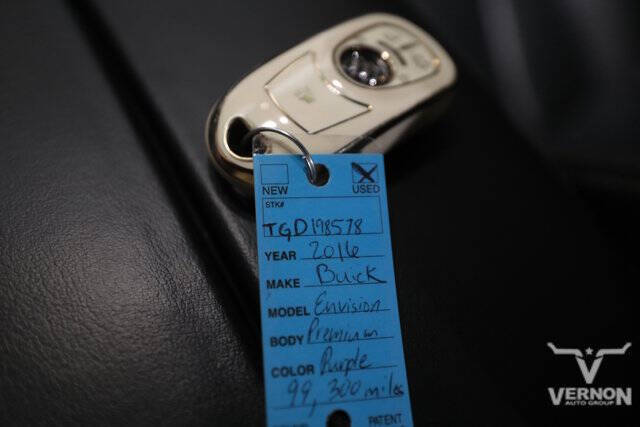 NEW USED
STK#
TGD198578
YEAR 2016
MAKE Buick
MODEL Envision
BODY Premium
COLOR Purple
99,300 miles
PATENT
VERNON
AUTO GROUP